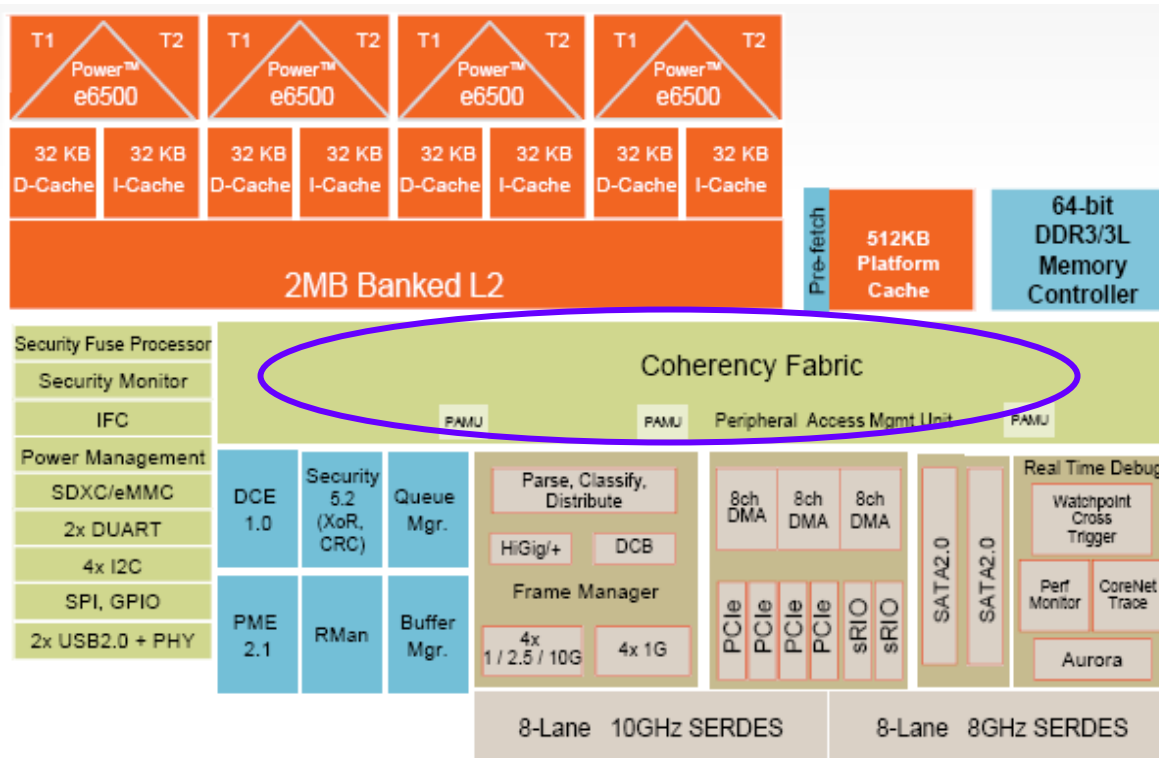 T1 T2
Power™
e6500
T1 T2
Power™
e6500
T1 T2
Power™
e6500
T1 T2
Power™
e6500
32 KB
D-Cache
32 KB
I-Cache
32 KB
D-Cache
32 KB
I-Cache
32 KB
D-Cache
32 KB
I-Cache
32 KB
D-Cache
32 KB
I-Cache
2MB Banked L2
Pre-fetch
512KB
Platform
Cache
64-bit
DDR3/3L
Memory
Controller
Security Fuse Processor
Security Monitor
IFC
Power Management
SDXC/eMMC
2x DUART
4x I2C
SPI, GPIO
2x USB2.0 + PHY
Coherency Fabric
PAMU
PAMU
Peripheral Access Mgmt Unit
PAMU
DCE
1.0
Security
5.2
(XoR,
CRC)
Queue
Mgr.
PME
2.1
RMan
Buffer
Mgr.
Parse, Classify,
Distribute
HiGig/+
DCB
Frame Manager
4x
1 / 2.5 / 10G
4x 1G
8ch
DMA
8ch
DMA
8ch
DMA
PCIe
PCIe
PCIe
PCIe
sRIO
sRIO
SATA2.0
SATA2.0
Real Time Debug
Watchpoint
Cross
Trigger
Perf
Monitor
CoreNet
Trace
Aurora
8-Lane 10GHz SERDES
8-Lane 8GHz SERDES